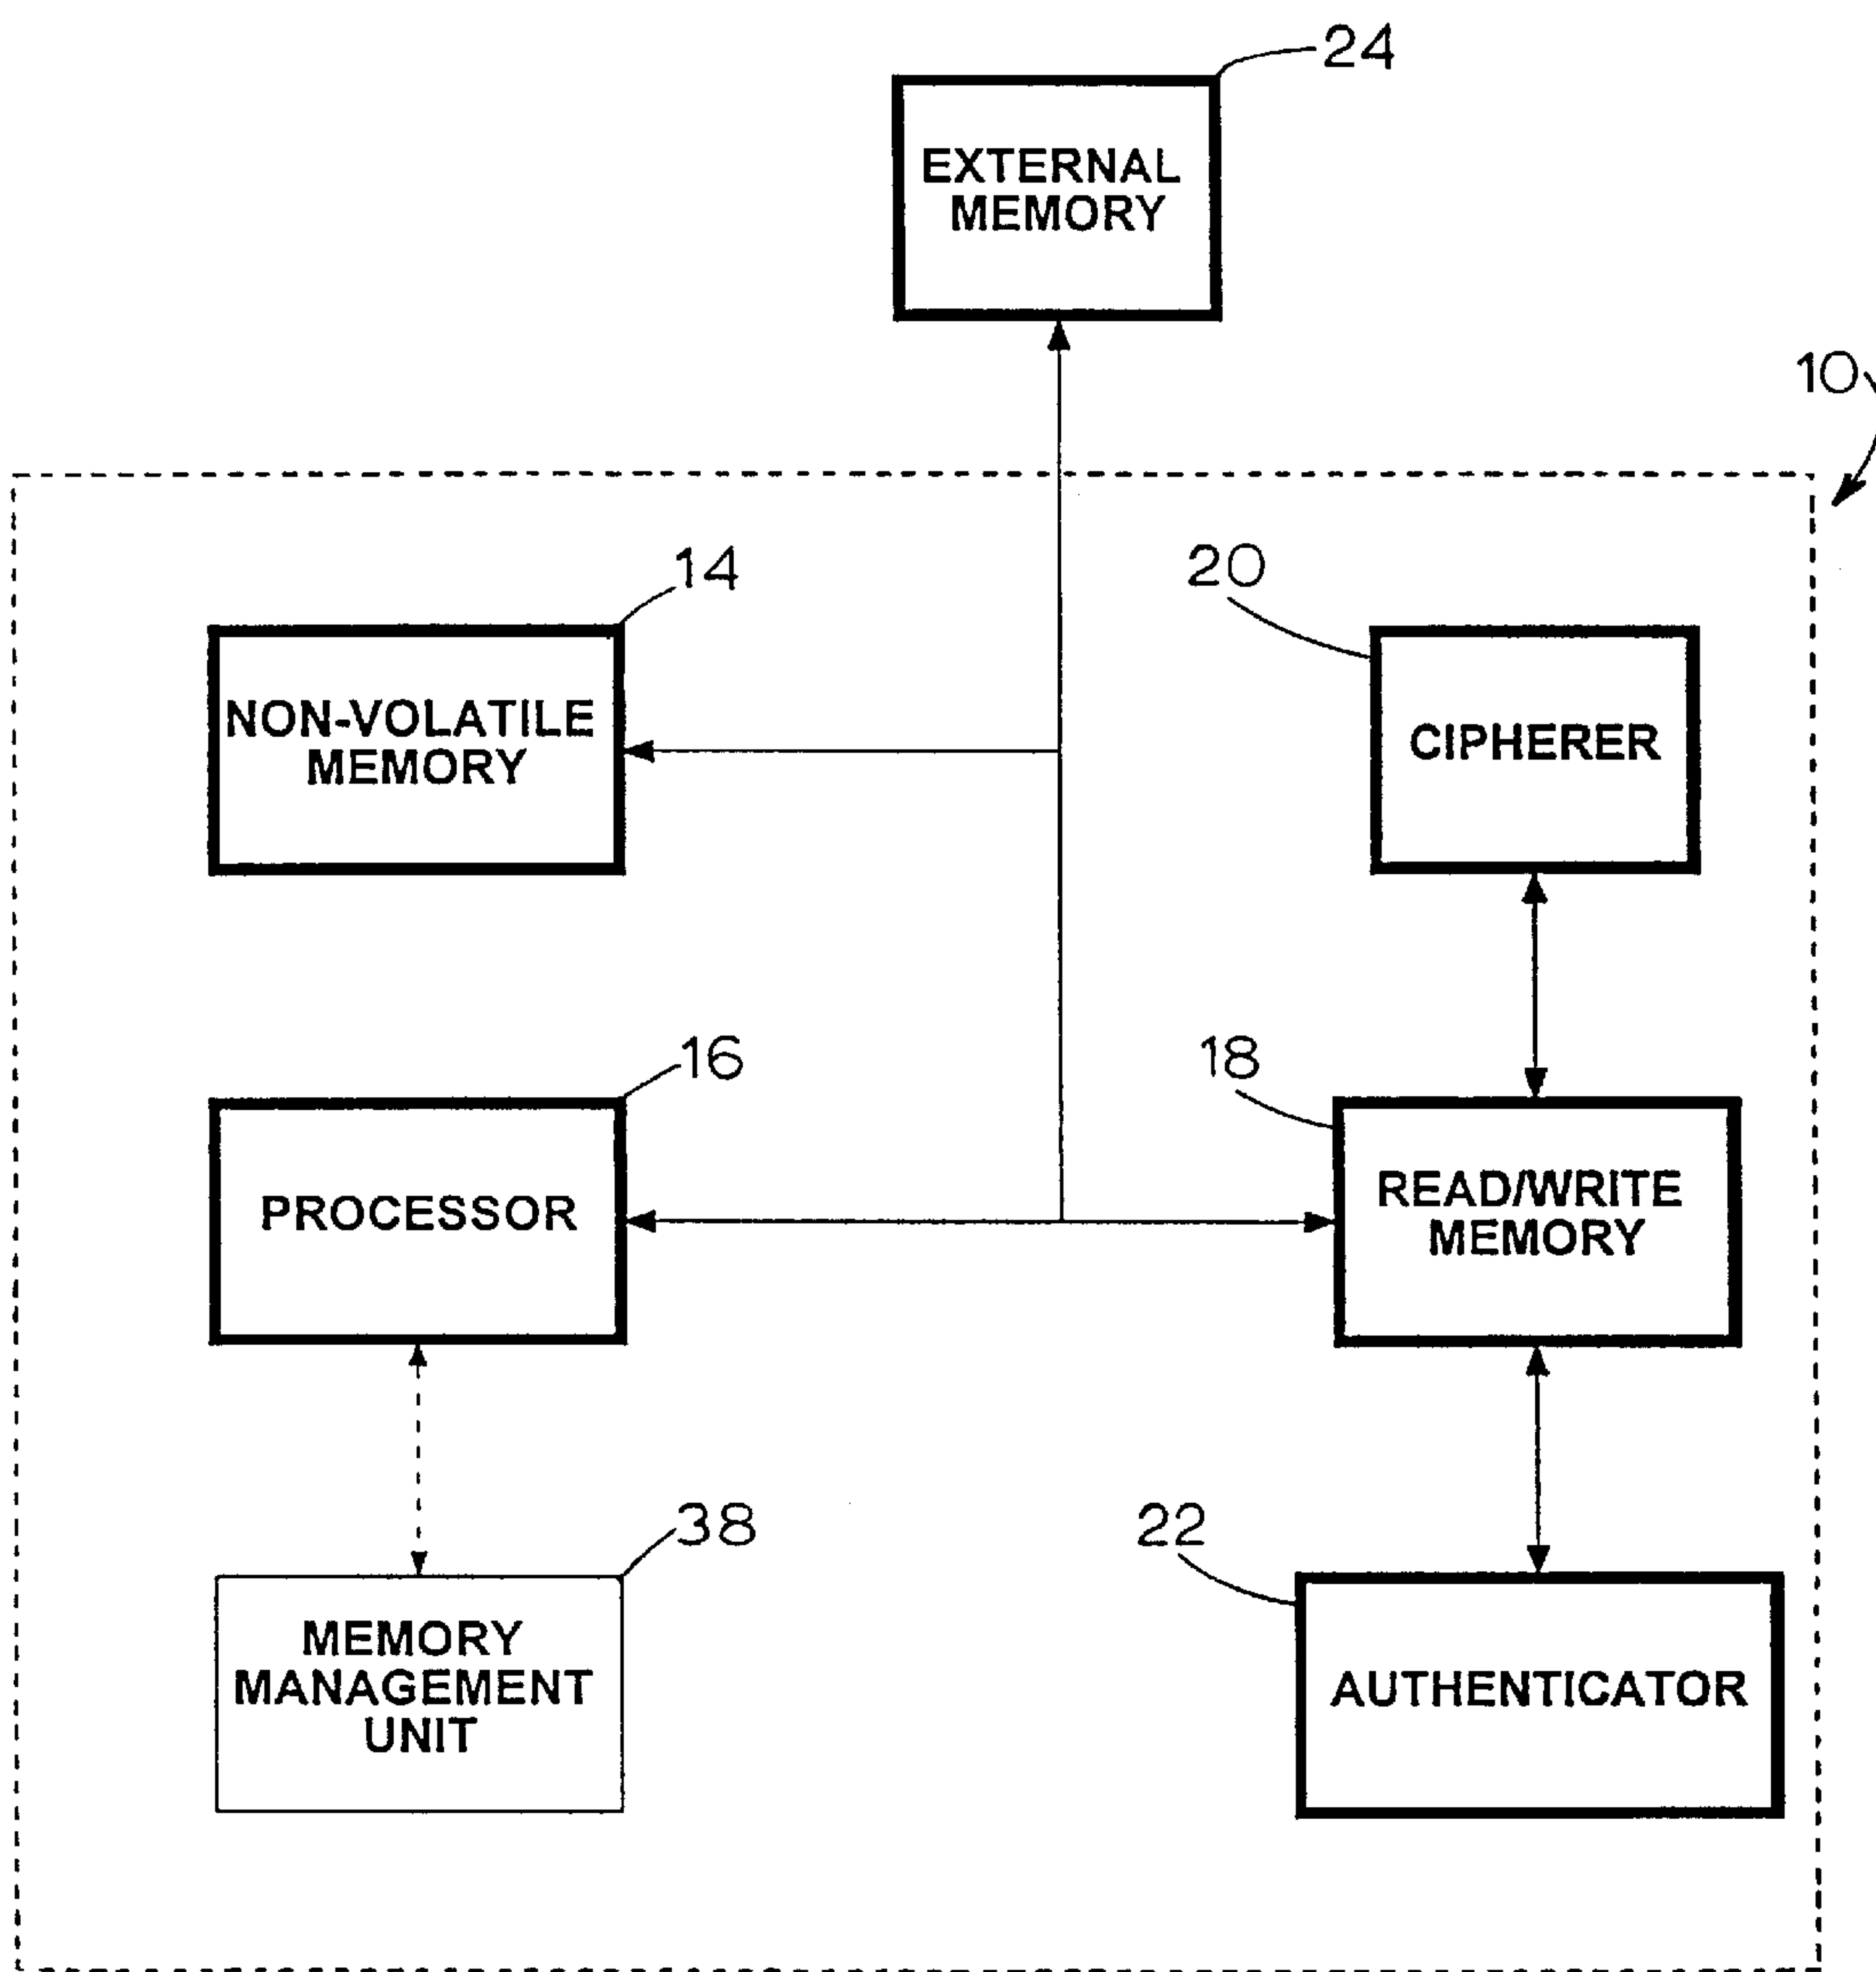 24
EXTERNAL
MEMORY
10
14
20
NON-VOLATILE
MEMORY
CIPHERER
16
18
PROCESSOR
READ/WRITE
MEMORY
38
22
MEMORY
MANAGEMENT
UNIT
AUTHENTICATOR